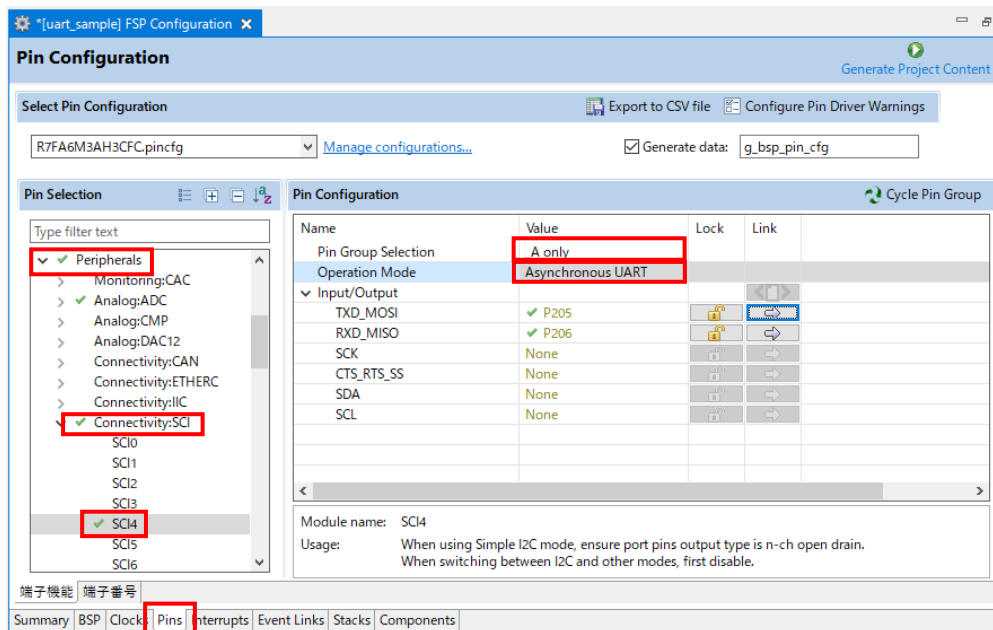 *[uart_sample] FSP Configuration
Pin Configuration
Generate Project Content
Select Pin Configuration
Export to CSV file
Configure Pin Driver Warnings
R7FA6M3AH3CFC.pincfg
Manage configurations...
Generate data:
g_bsp_pin_cfg
Pin Selection
Type filter text
Peripherals
Monitoring:CAC
Analog:ADC
Analog:CMP
Analog:DAC12
Connectivity:CAN
Connectivity:ETHERC
Connectivity:IIC
Connectivity:SCI
SCI0
SCI1
SCI2
SCI3
SCI4
SCI5
SCI6
Pin Configuration
Cycle Pin Group
Name Value Lock Link
Pin Group Selection A only
Operation Mode Asynchronous UART
Input/Output
TXD_MOSI P205
RXD_MISO P206
SCK None
CTS_RTS_SS None
SDA None
SCL None
Module name: SCI4
Usage: When using Simple I2C mode, ensure port pins output type is n-ch open drain.
When switching between I2C and other modes, first disable.
端子機能 端子番号
Summary BSP Clocks Pins Interrupts Event Links Stacks Components